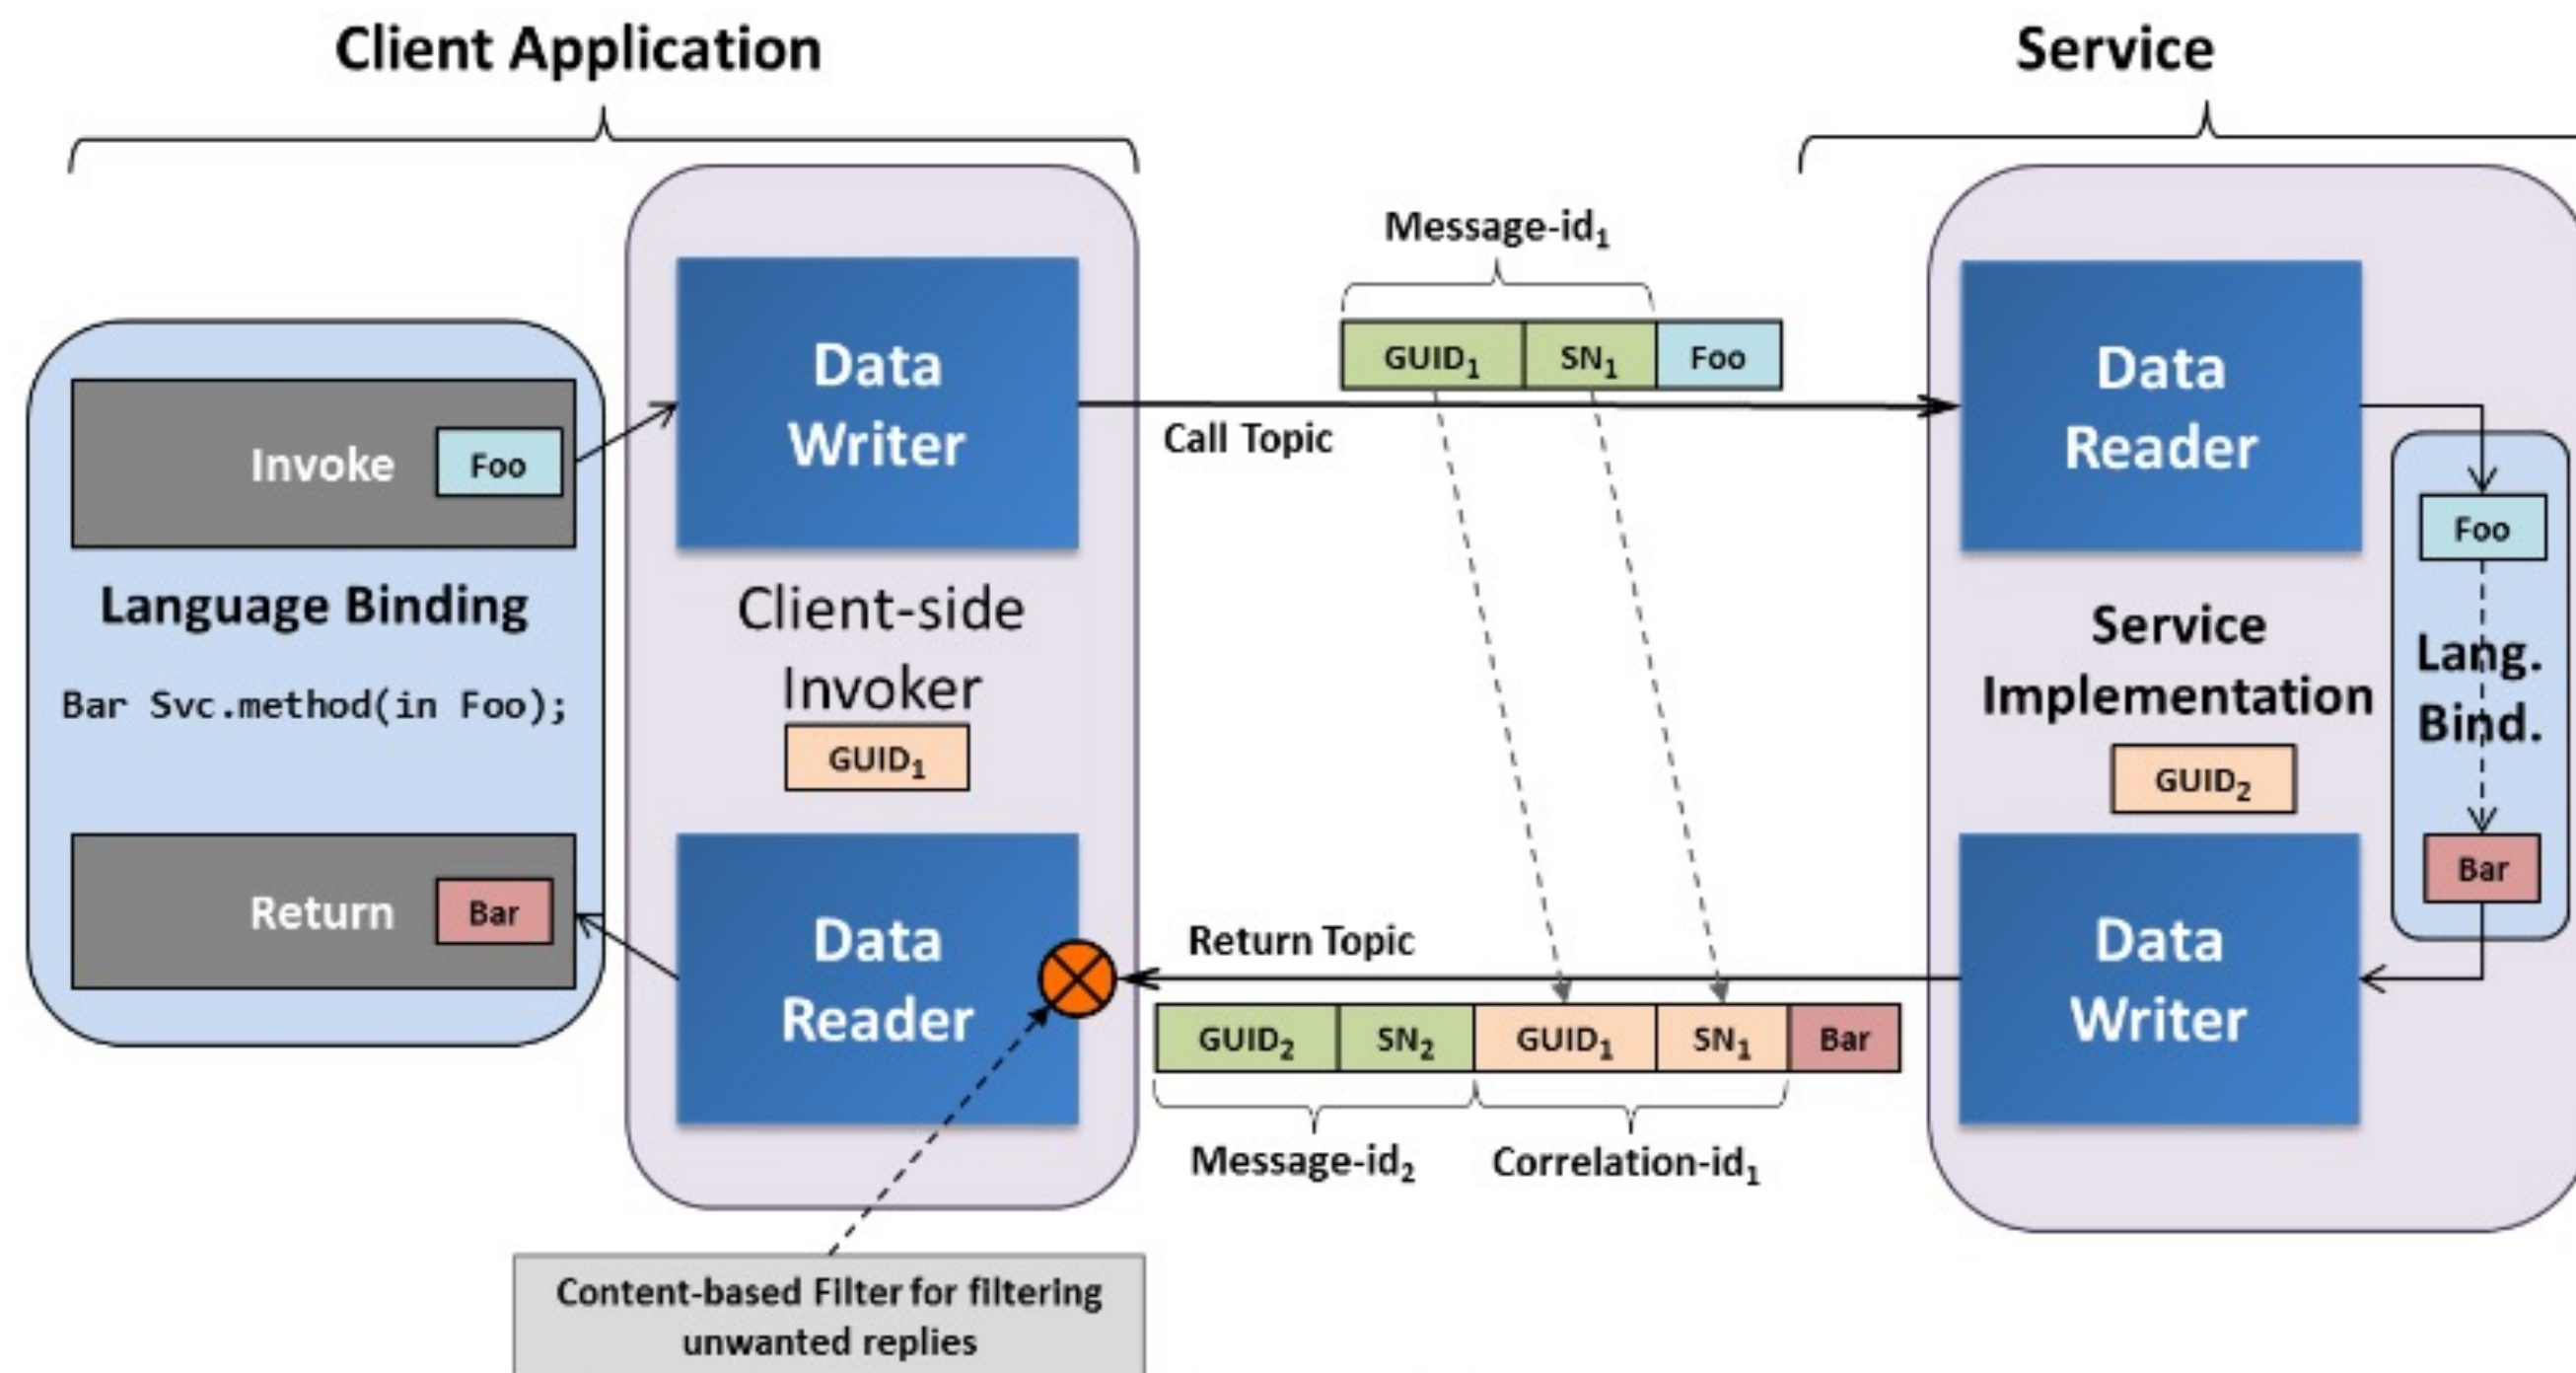 Client Application
Service
Message-id1
GUID1 SN1 Foo
Data
Writer
Call Topic
Data
Reader
Invoke Foo
Foo
Language Binding
Bar Svc.method(in Foo);
Client-side
Invoker
GUID1
Service
Implementation
GUID2
Lang.
Bind.
Return Bar
Bar
Data
Reader
Return Topic
Data
Writer
GUID2 SN2 GUID1 SN1 Bar
Message-id2 Correlation-id1
Content-based Filter for filtering
unwanted replies